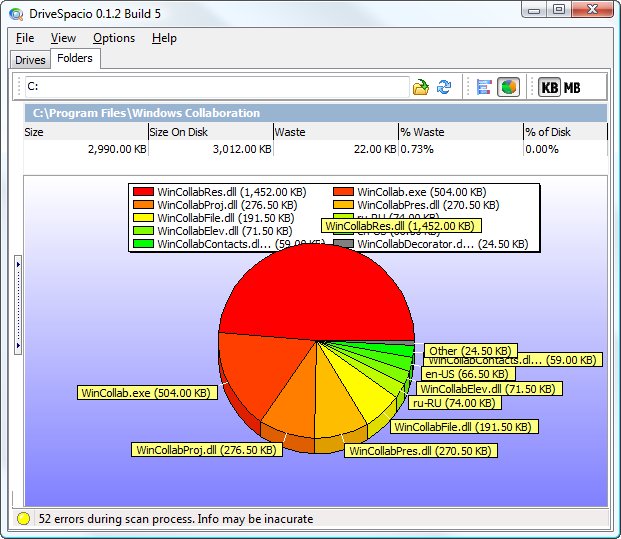 DriveSpacio 0.1.2 Build 5
File View Options Help
Drives Folders
C: KB MB
C:\Program Files\Windows Collaboration
Size Size On Disk Waste % Waste % of Disk
2,990.00 KB 3,012.00 KB 22.00 KB 0.73% 0.00%
WinCollabRes.dll (1,452.00 KB) WinCollab.exe (504.00 KB)
WinCollabProj.dll (276.50 KB) WinCollabPres.dll (270.50 KB)
WinCollabFile.dll (191.50 KB) ru-RU (74.00 KB)
WinCollabRes.dll (1,452.00 KB)
WinCollabElev.dll (71.50 KB) en-US (66.50 KB)
WinCollabContacts.dl... (59.00 KB) WinCollabDecorator.d... (24.50 KB)
Other (24.50 KB)
WinCollabContacts.dl... (59.00 KB)
en-US (66.50 KB)
WinCollabElev.dll (71.50 KB)
WinCollab.exe (504.00 KB)
ru-RU (74.00 KB)
WinCollabFile.dll (191.50 KB)
WinCollabProj.dll (276.50 KB)
WinCollabPres.dll (270.50 KB)
52 errors during scan process. Info may be inacurate